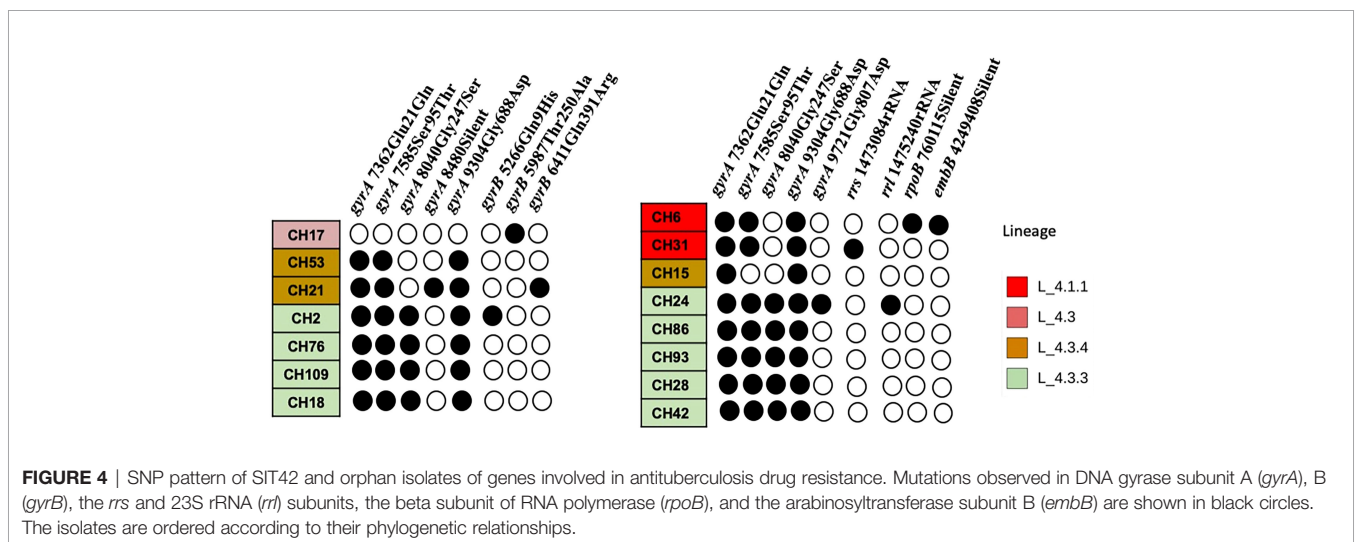 gyrA 7362Glu21Gln
gyrA 7585Ser95Thr
gyrA 8040Gly247Ser
gyrA 8480Silent
gyrA 9304Gly688Asp
gyrB 5266Gln9His
gyrB 5987Thr250Ala
gyrB 6411Gln391Arg
CH17
CH53
CH21
CH2
CH76
CH109
CH18
gyrA 7362Glu21Gln
gyrA 7585Ser95Thr
gyrA 8040Gly247Ser
gyrA 9304Gly688Asp
gyrA 9721Gly807Asp
rrs 1473084rRNA
rrl 1475240rRNA
rpoB 760115Silent
embB 4249408Silent
CH6
CH31
CH15
CH24
CH86
CH93
CH28
CH42
Lineage
L_4.1.1
L_4.3
L_4.3.4
L_4.3.3
FIGURE 4 | SNP pattern of SIT42 and orphan isolates of genes involved in antituberculosis drug resistance. Mutations observed in DNA gyrase subunit A (gyrA), B
(gyrB), the rrs and 23S rRNA (rrl) subunits, the beta subunit of RNA polymerase (rpoB), and the arabinosyltransferase subunit B (embB) are shown in black circles.
The isolates are ordered according to their phylogenetic relationships.